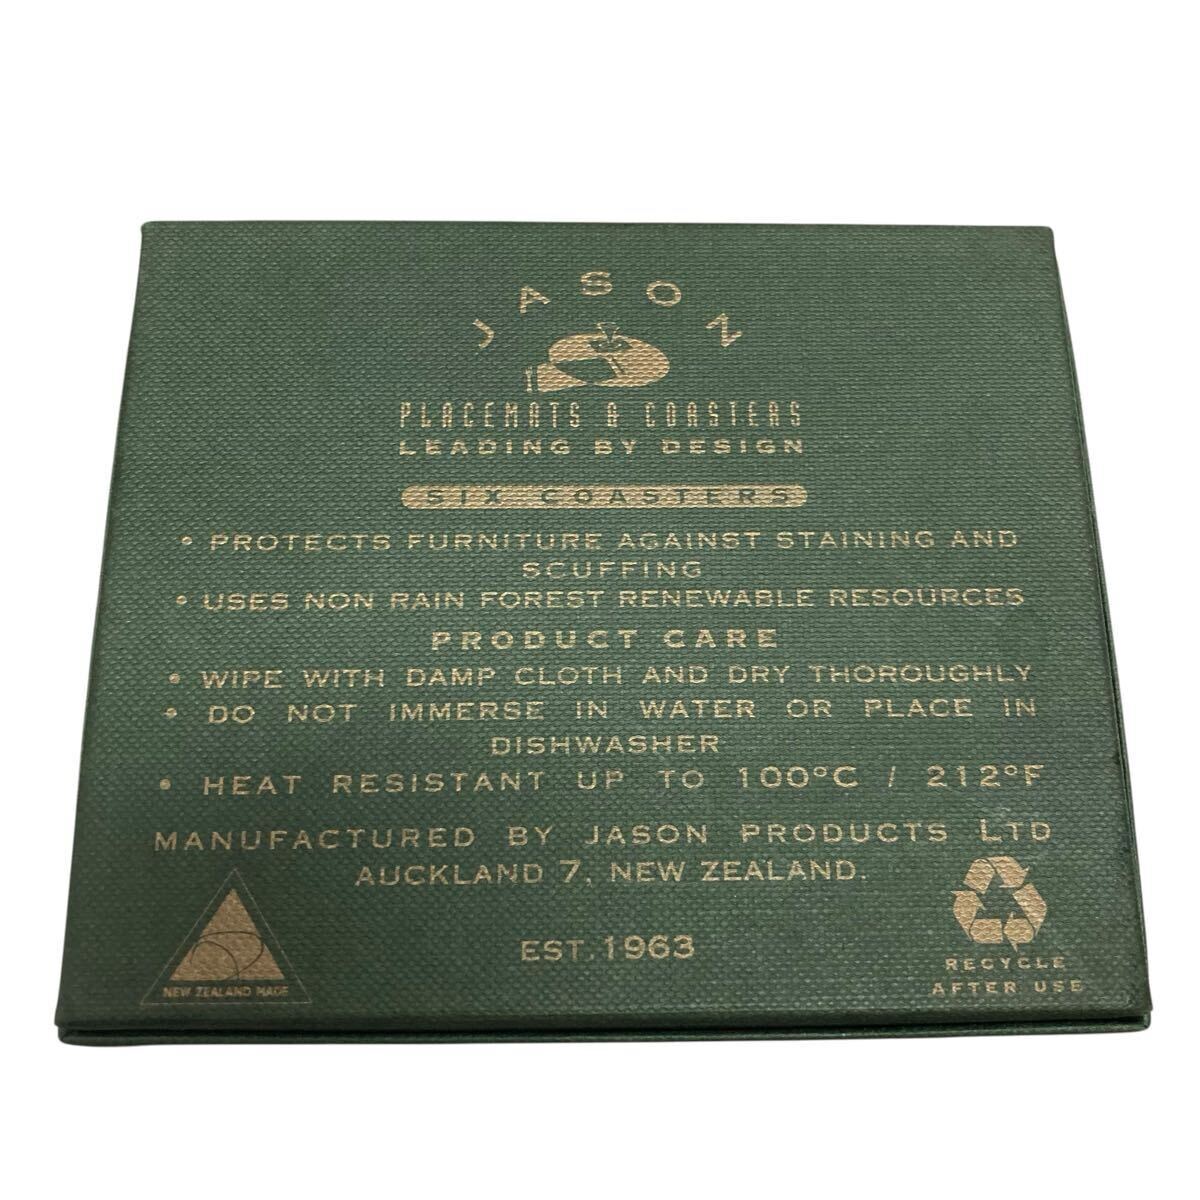 JASON
PLACEMATS & COASTERS
LEADING BY DESIGN
SIX COASTERS
• PROTECTS FURNITURE AGAINST STAINING AND
SCUFFING
• USES NON RAIN FOREST RENEWABLE RESOURCES
PRODUCT CARE
• WIPE WITH DAMP CLOTH AND DRY THOROUGHLY
• DO NOT IMMERSE IN WATER OR PLACE IN
DISHWASHER
• HEAT RESISTANT UP TO 100°C / 212°F
MANUFACTURED BY JASON PRODUCTS LTD
AUCKLAND 7, NEW ZEALAND.
EST.1963
NEW ZEALAND MADE
RECYCLE
AFTER USE